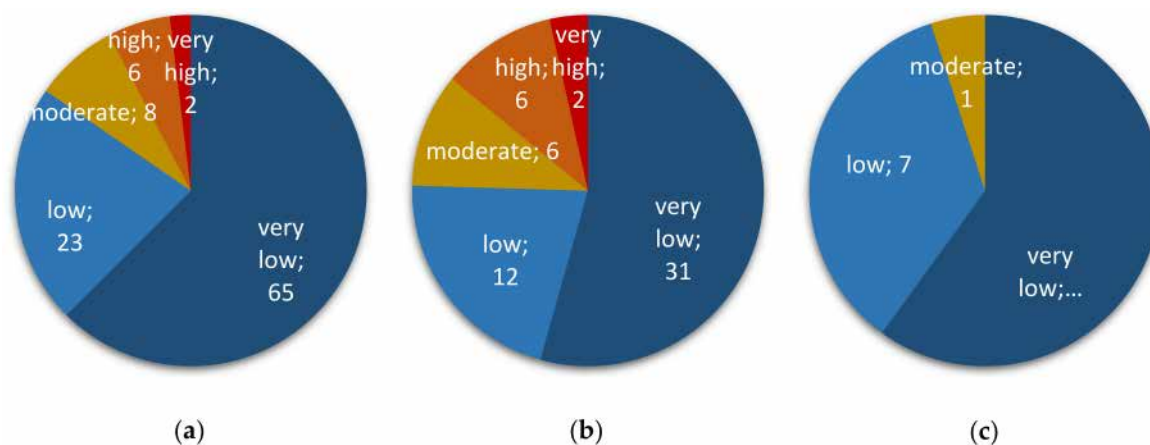 high;
6
very
high;
2
moderate; 8
low;
23
very
low;
65
very
high;
2
high;
6
moderate; 6
low;
12
very
low;
31
moderate;
1
low; 7
very
low;...
(a)
(b)
(c)